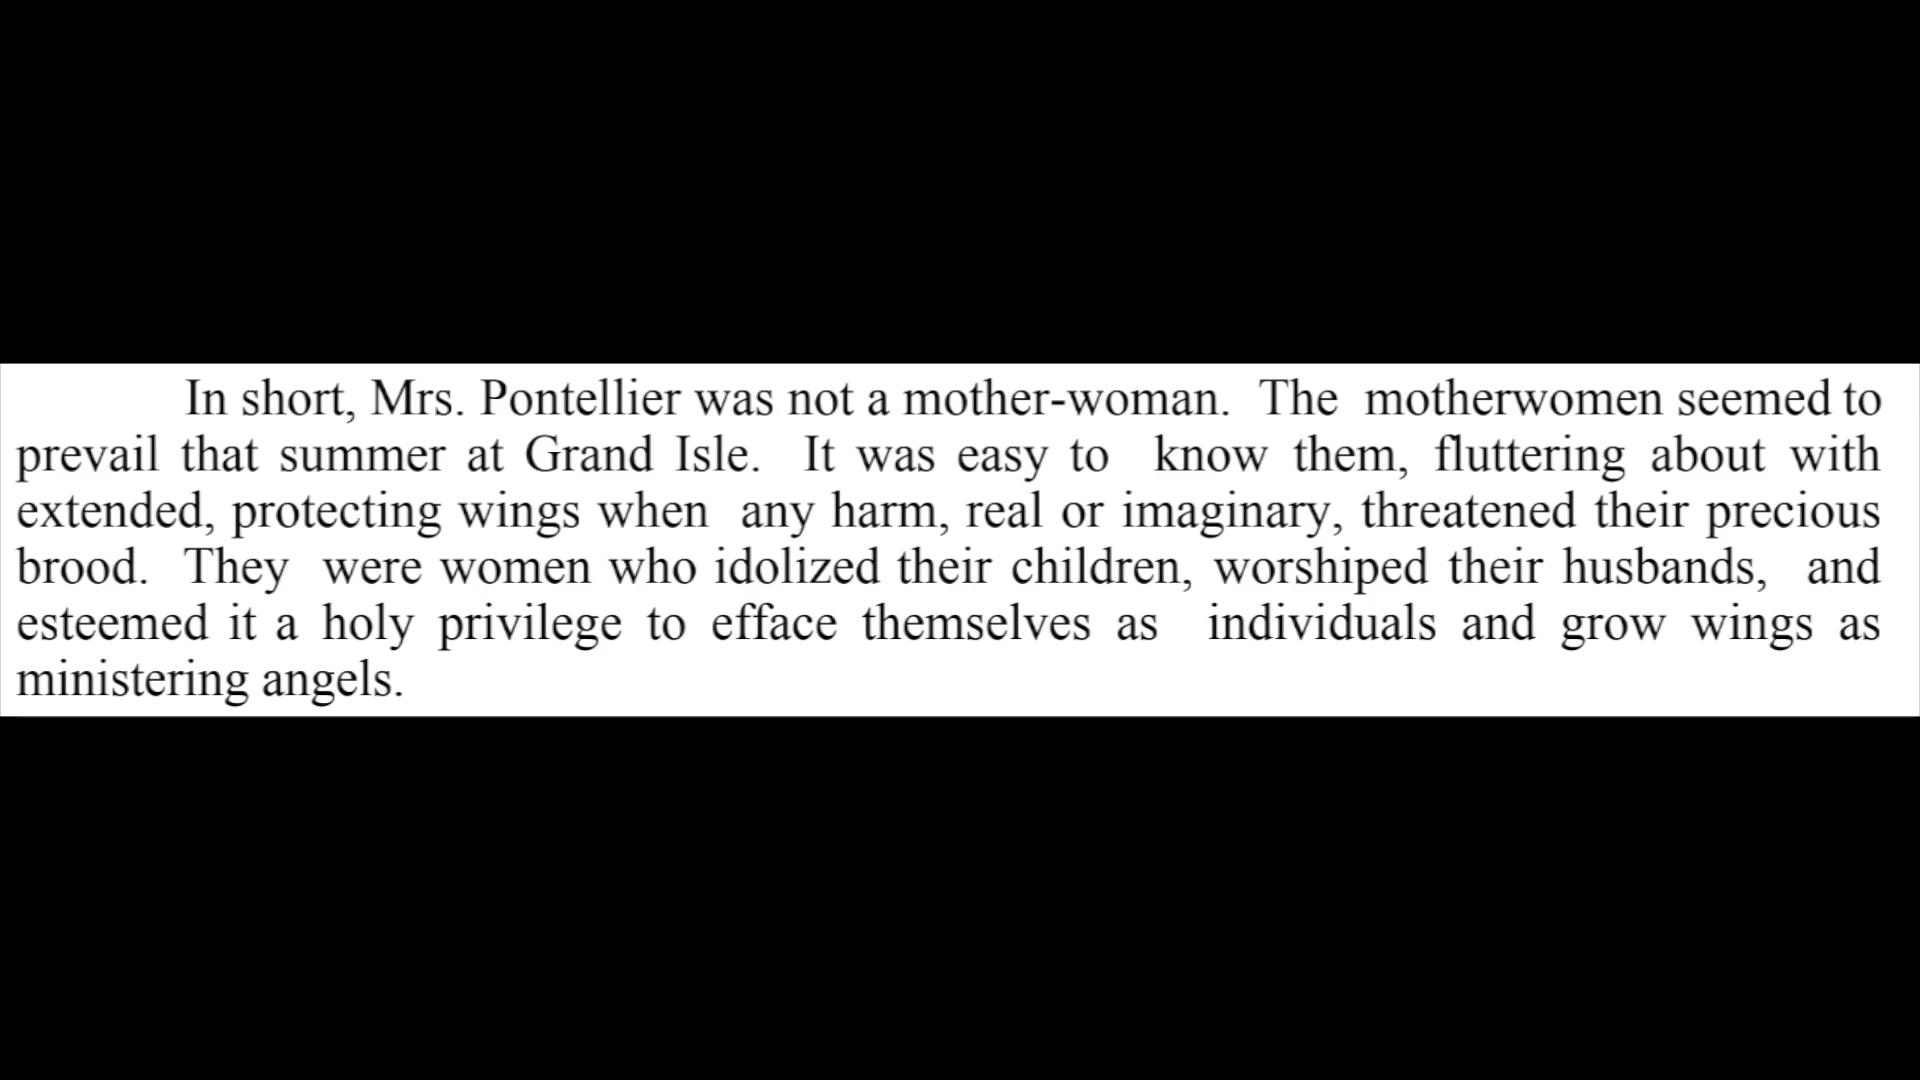 In short, Mrs. Pontellier was not a mother-woman. The motherwomen seemed to
prevail that summer at Grand Isle. It was easy to know them, fluttering about with
extended, protecting wings when any harm, real or imaginary, threatened their precious
brood. They were women who idolized their children, worshiped their husbands, and
esteemed it a holy privilege to efface themselves as individuals and grow wings as
ministering angels.